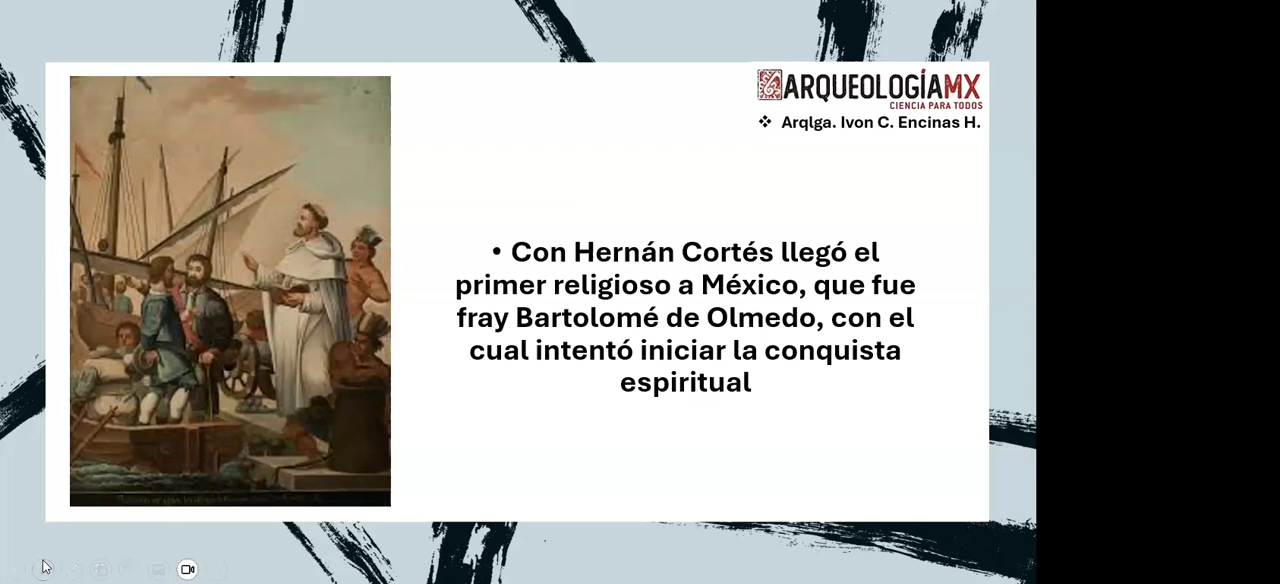 ARQUEOLOGÍAMX
CIENCIA PARA TODOS
❖ Arqlga. Ivon C. Encinas H.
• Con Hernán Cortés llegó el
primer religioso a México, que fue
fray Bartolomé de Olmedo, con el
cual intentó iniciar la conquista
espiritual